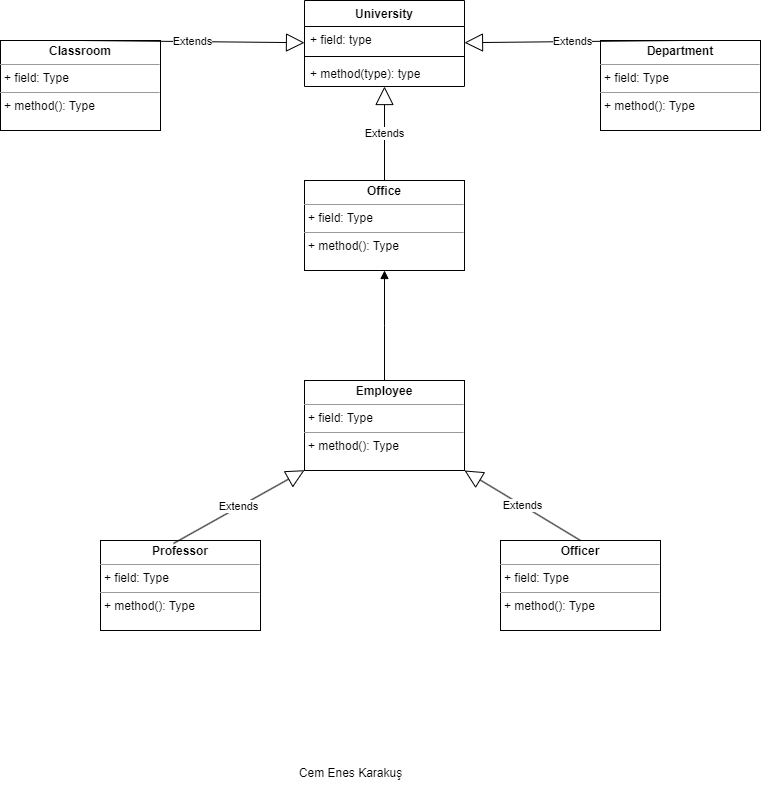 University
+ field: type
+ method(type): type
Classroom
+ field: Type
+ method(): Type
Extends
Extends
Department
+ field: Type
+ method(): Type
Extends
Office
+ field: Type
+ method(): Type
Employee
+ field: Type
+ method(): Type
Extends
Extends
Professor
+ field: Type
+ method(): Type
Officer
+ field: Type
+ method(): Type
Cem Enes Karakuş